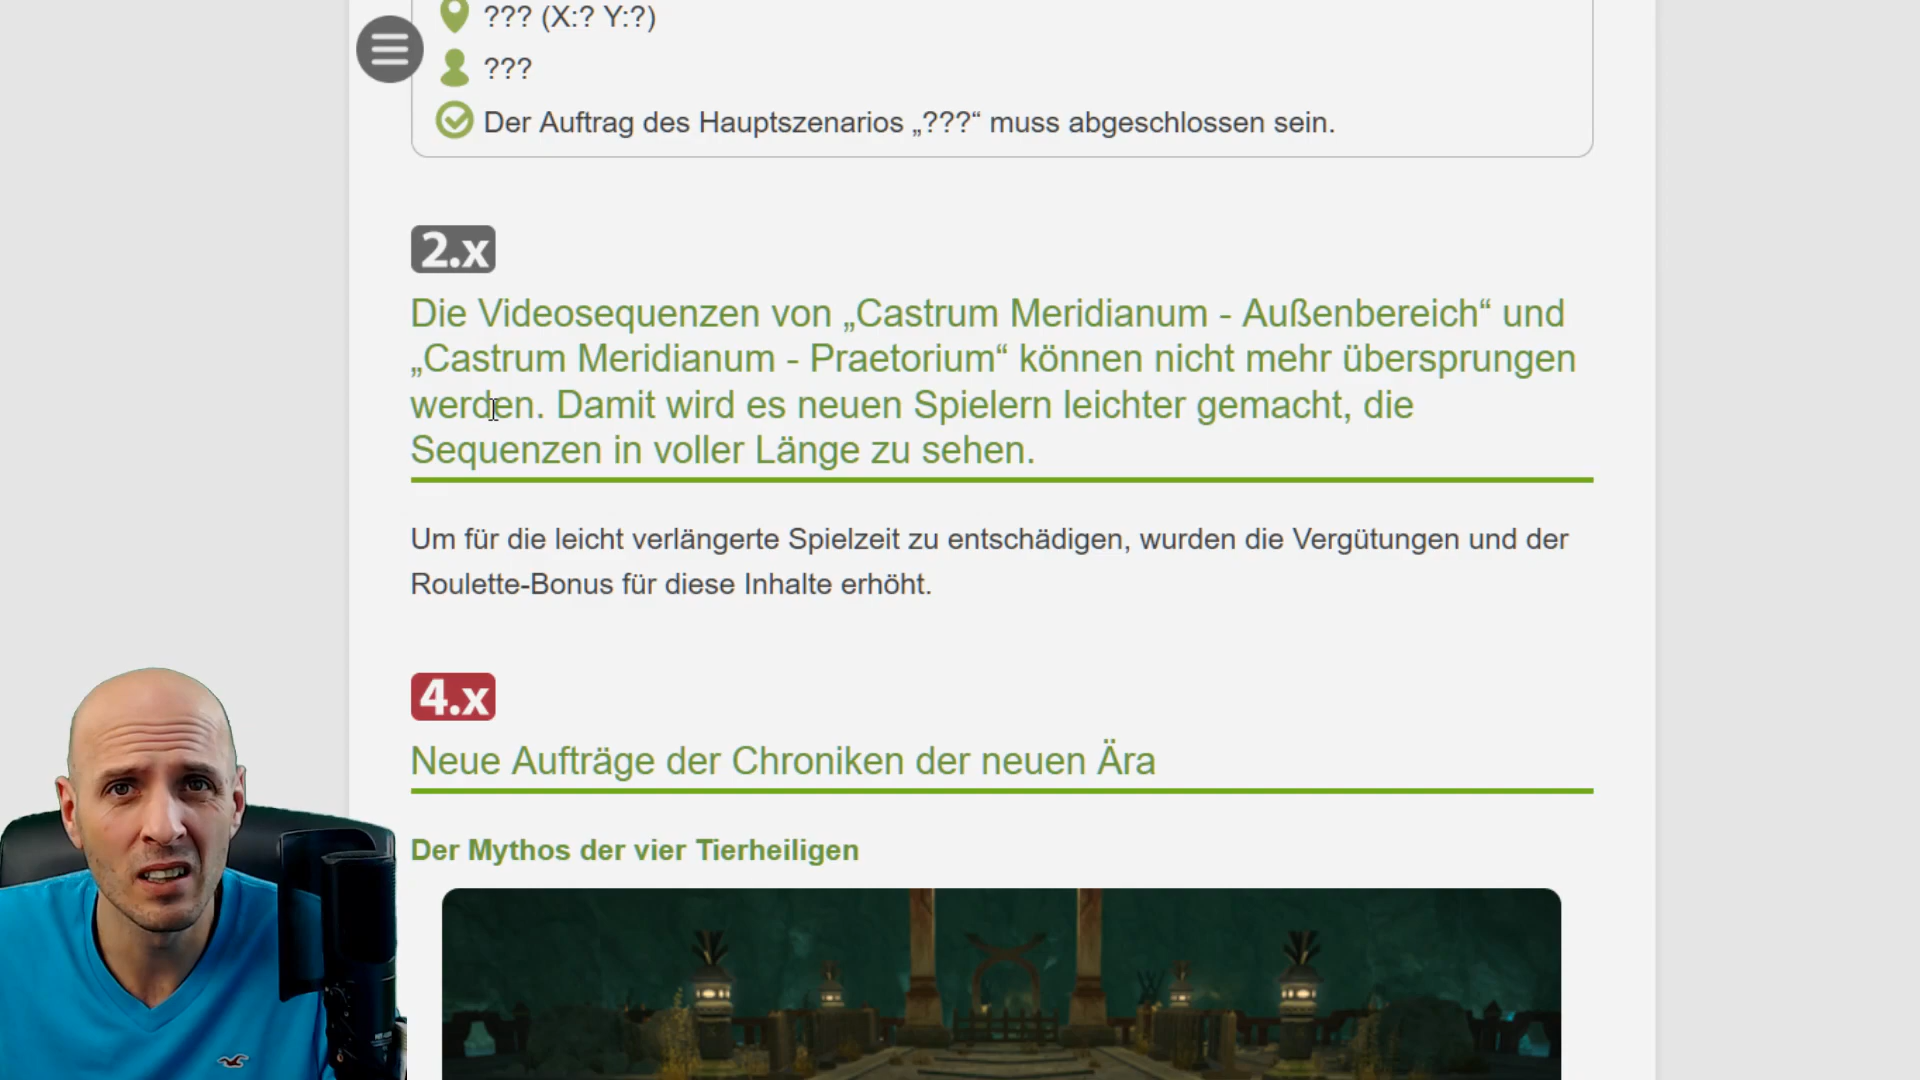 ??? (X:? Y:?)
???
Der Auftrag des Hauptszenarios „???“ muss abgeschlossen sein.
2.x
Die Videosequenzen von „Castrum Meridianum - Außenbereich“ und
„Castrum Meridianum - Praetorium“ können nicht mehr übersprungen
werden. Damit wird es neuen Spielern leichter gemacht, die
Sequenzen in voller Länge zu sehen.
Um für die leicht verlängerte Spielzeit zu entschädigen, wurden die Vergütungen und der
Roulette-Bonus für diese Inhalte erhöht.
4.x
Neue Aufträge der Chroniken der neuen Ära
Der Mythos der vier Tierheiligen